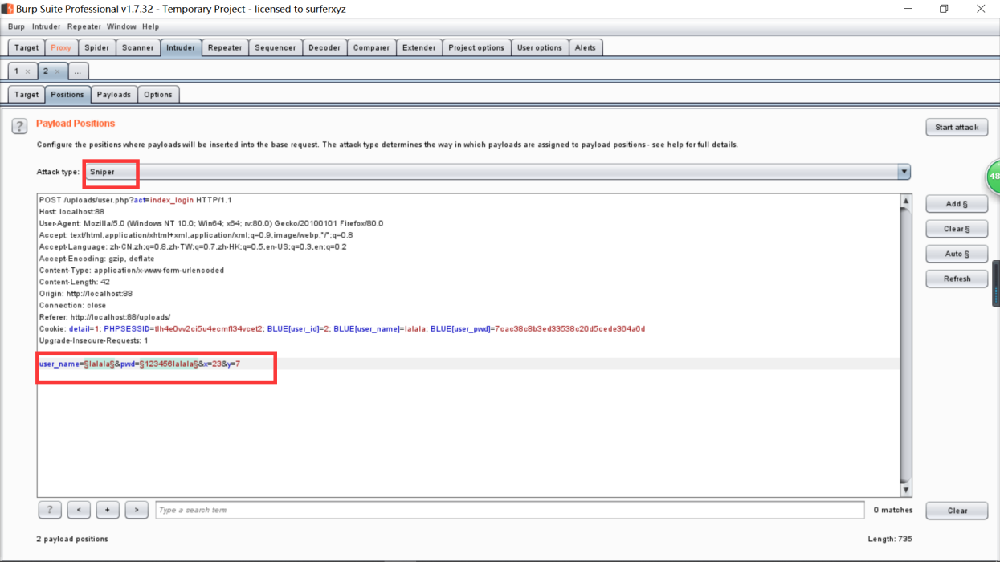 Burp Suite Professional v1.7.32 - Temporary Project - licensed to surferxyz
Burp Intruder Repeater Window Help
Target Proxy Spider Scanner Intruder Repeater Sequencer Decoder Comparer Extender Project options User options Alerts
1 × 2 × ...
Target Positions Payloads Options
? Payload Positions
Start attack
Configure the positions where payloads will be inserted into the base request. The attack type determines the way in which payloads are assigned to payload positions - see help for full details.
Attack type: Sniper
48
POST /uploads/user.php?act=index_login HTTP/1.1
Host: localhost:88
User-Agent: Mozilla/5.0 (Windows NT 10.0; Win64; x64; rv:80.0) Gecko/20100101 Firefox/80.0
Accept: text/html,application/xhtml+xml,application/xml;q=0.9,image/webp,*/*;q=0.8
Accept-Language: zh-CN,zh;q=0.8,zh-TW;q=0.7,zh-HK;q=0.5,en-US;q=0.3,en;q=0.2
Accept-Encoding: gzip, deflate
Content-Type: application/x-www-form-urlencoded
Content-Length: 42
Origin: http://localhost:88
Connection: close
Referer: http://localhost:88/uploads/
Cookie: detail=1; PHPSESSID=tlh4e0vv2ci5u4ecmfl34vcet2; BLUE[user_id]=2; BLUE[user_name]=lalala; BLUE[user_pwd]=7cac38c8b3ed33538c20d5cede364a6d
Upgrade-Insecure-Requests: 1
user_name=§lalala§&pwd=§123456lalala§&x=23&y=7
Add §
Clear §
Auto §
Refresh
? < + > Type a search term 0 matches Clear
2 payload positions Length: 735